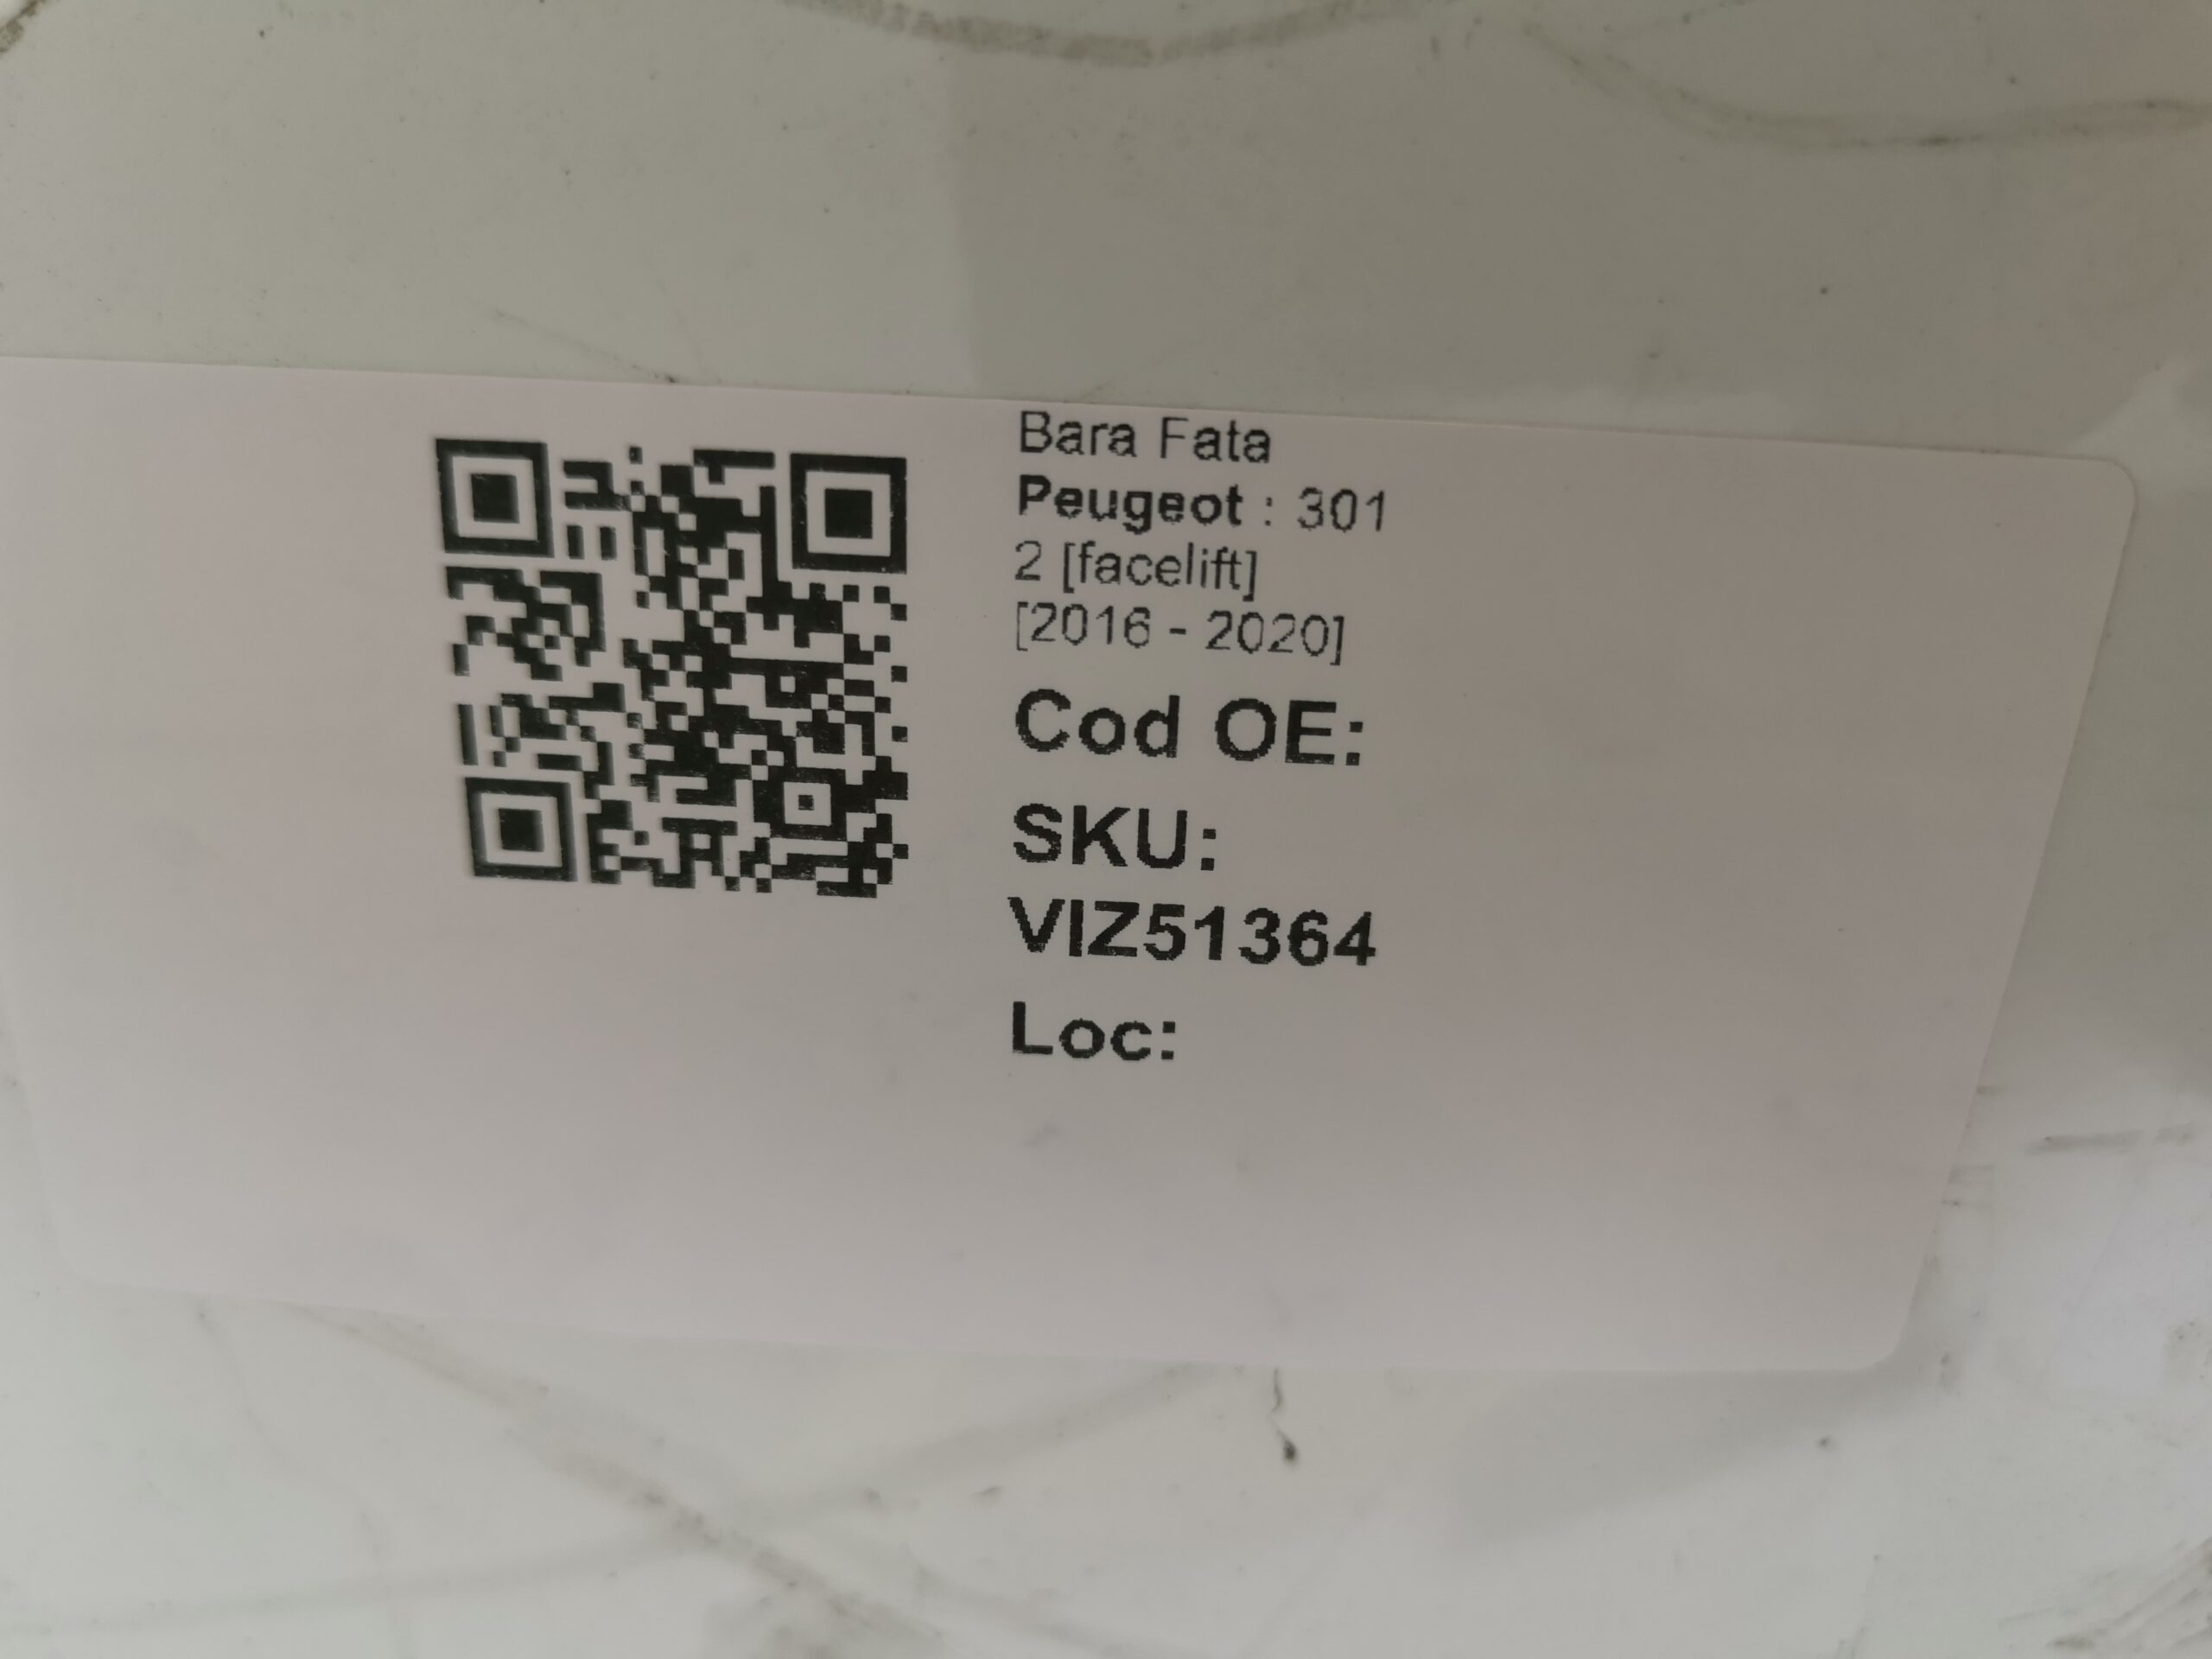 Bara Fata
Peugeot : 301
2 [facelift]
[2016 - 2020]
Cod OE:
SKU:
VIZ51364
Loc: